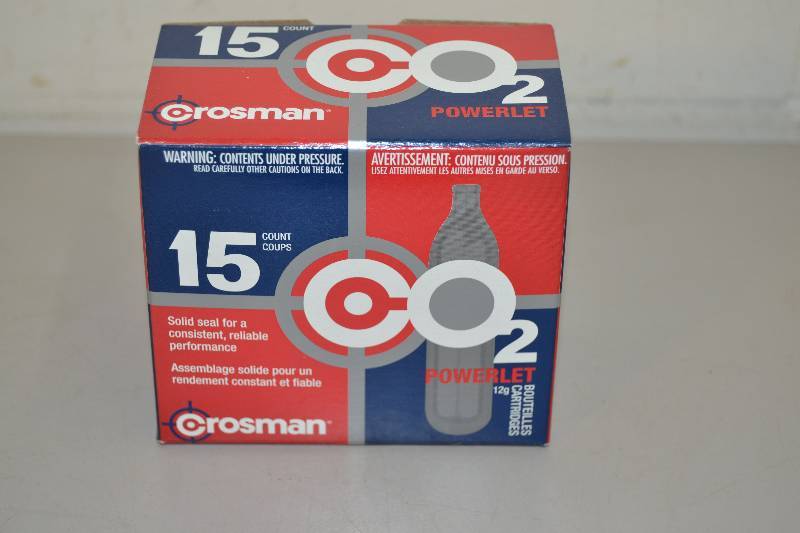 15 COUNT
CO2
POWERLET
Crosman®
WARNING: CONTENTS UNDER PRESSURE.
READ CAREFULLY OTHER CAUTIONS ON THE BACK.
AVERTISSEMENT: CONTENU SOUS PRESSION.
LISEZ ATTENTIVEMENT LES AUTRES MISES EN GARDE AU VERSO.
15 COUNT
COUPS
CO2
POWERLET
12g BOUTEILLES
CARTRIDGES
Solid seal for a
consistent, reliable
performance
Assemblage solide pour un
rendement constant et fiable
Crosman®